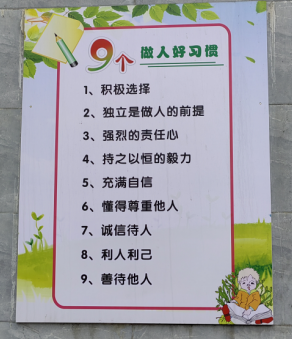 9个 做人好习惯
1、积极选择
2、独立是做人的前提
3、强烈的责任心
4、持之以恒的毅力
5、充满自信
6、懂得尊重他人
7、诚信待人
8、利人利己
9、善待他人